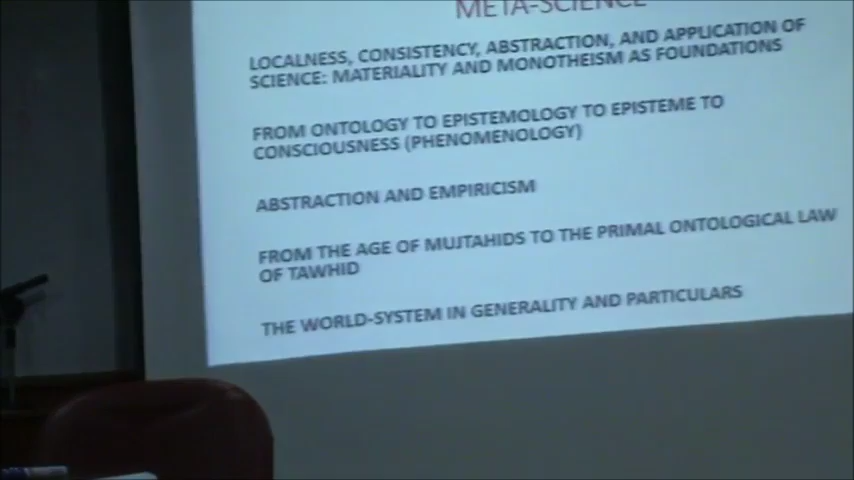 META-SCIENCE
LOCALNESS, CONSISTENCY, ABSTRACTION, AND APPLICATION OF
SCIENCE: MATERIALITY AND MONOTHEISM AS FOUNDATIONS
FROM ONTOLOGY TO EPISTEMOLOGY TO EPISTEME TO
CONSCIOUSNESS (PHENOMENOLOGY)
ABSTRACTION AND EMPIRICISM
FROM THE AGE OF MUJTAHIDS TO THE PRIMAL ONTOLOGICAL LAW
OF TAWHID
THE WORLD-SYSTEM IN GENERALITY AND PARTICULARS